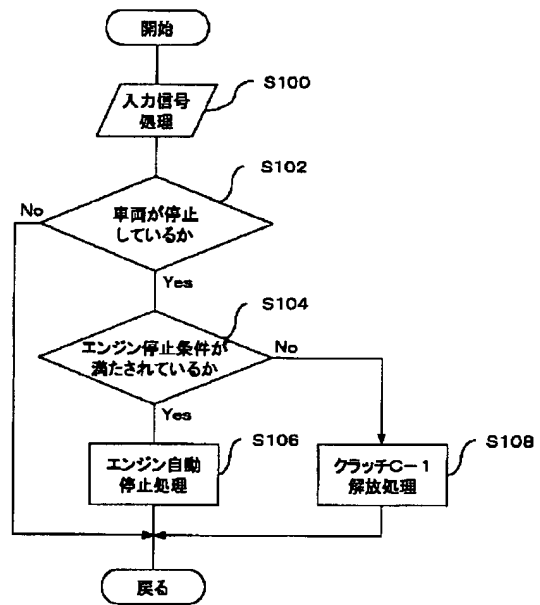 開始
S100
入力信号
処理
S102
No
車両が停止
しているか
Yes
S104
エンジン停止条件が
満たされているか
No
Yes
S106
エンジン自動
停止処理
S108
クラッチC－1
解放処理
戻る